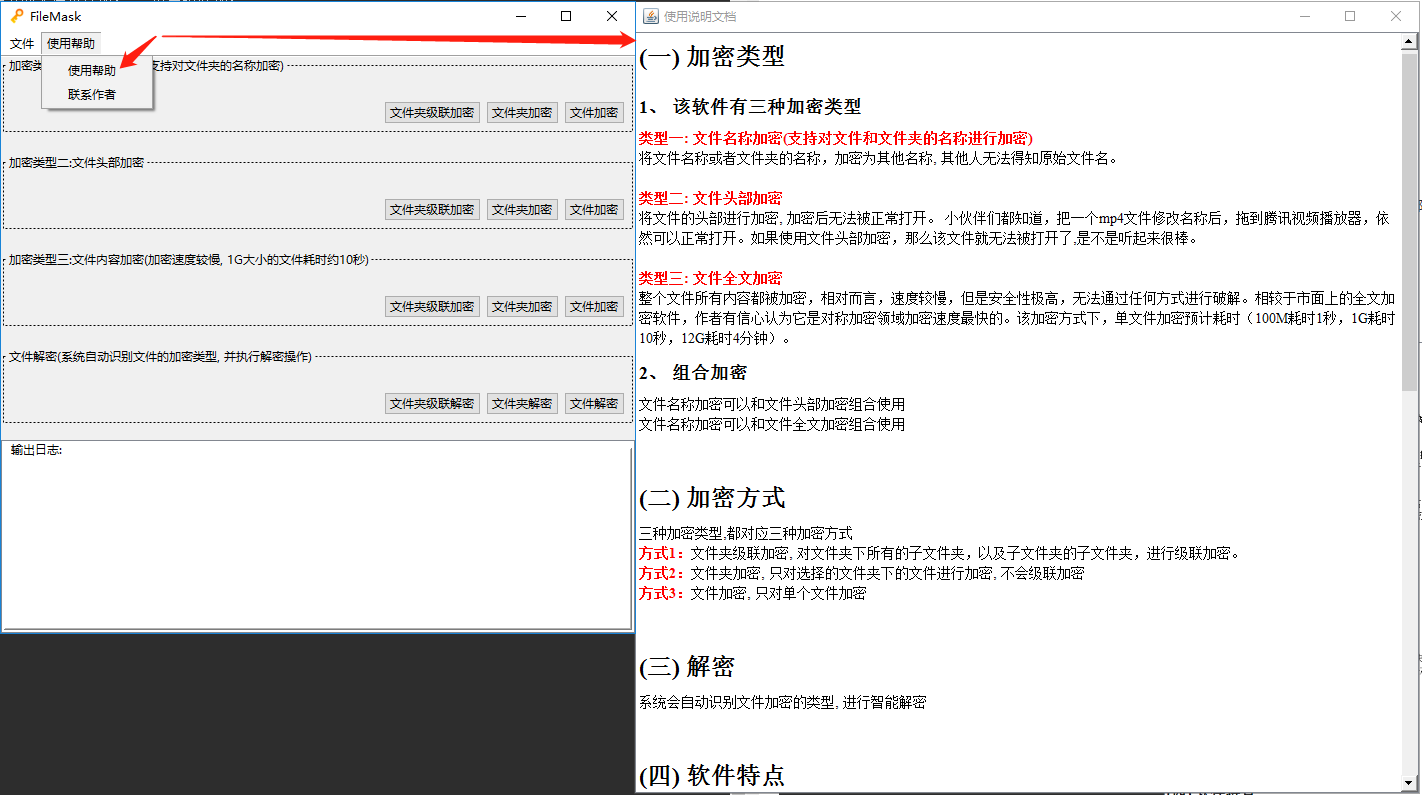 FileMask
文件 使用帮助
使用帮助
联系作者
加密类
支持对文件夹的名称加密)
文件夹级联加密 文件夹加密 文件加密
加密类型二:文件头部加密
文件夹级联加密 文件夹加密 文件加密
加密类型三:文件内容加密(加密速度较慢, 1G大小的文件耗时约10秒)
文件夹级联加密 文件夹加密 文件加密
文件解密(系统自动识别文件的加密类型, 并执行解密操作)
文件夹级联解密 文件夹解密 文件解密
输出日志:
使用说明文档
(一) 加密类型
1、 该软件有三种加密类型
类型一: 文件名称加密(支持对文件和文件夹的名称进行加密)
将文件名称或者文件夹的名称，加密为其他名称, 其他人无法得知原始文件名。
类型二: 文件头部加密
将文件的头部进行加密, 加密后无法被正常打开。 小伙伴们都知道，把一个mp4文件修改名称后，拖到腾讯视频播放器，依
然可以正常打开。如果使用文件头部加密，那么该文件就无法被打开了,是不是听起来很棒。
类型三: 文件全文加密
整个文件所有内容都被加密，相对而言，速度较慢，但是安全性极高，无法通过任何方式进行破解。相较于市面上的全文加
密软件，作者有信心认为它是对称加密领域加密速度最快的。该加密方式下，单文件加密预计耗时（100M耗时1秒，1G耗时
10秒，12G耗时4分钟）。
2、 组合加密
文件名称加密可以和文件头部加密组合使用
文件名称加密可以和文件全文加密组合使用
(二) 加密方式
三种加密类型,都对应三种加密方式
方式1：文件夹级联加密, 对文件夹下所有的子文件夹，以及子文件夹的子文件夹，进行级联加密。
方式2：文件夹加密, 只对选择的文件夹下的文件进行加密, 不会级联加密
方式3：文件加密, 只对单个文件加密
(三) 解密
系统会自动识别文件加密的类型, 进行智能解密
(四) 软件特点